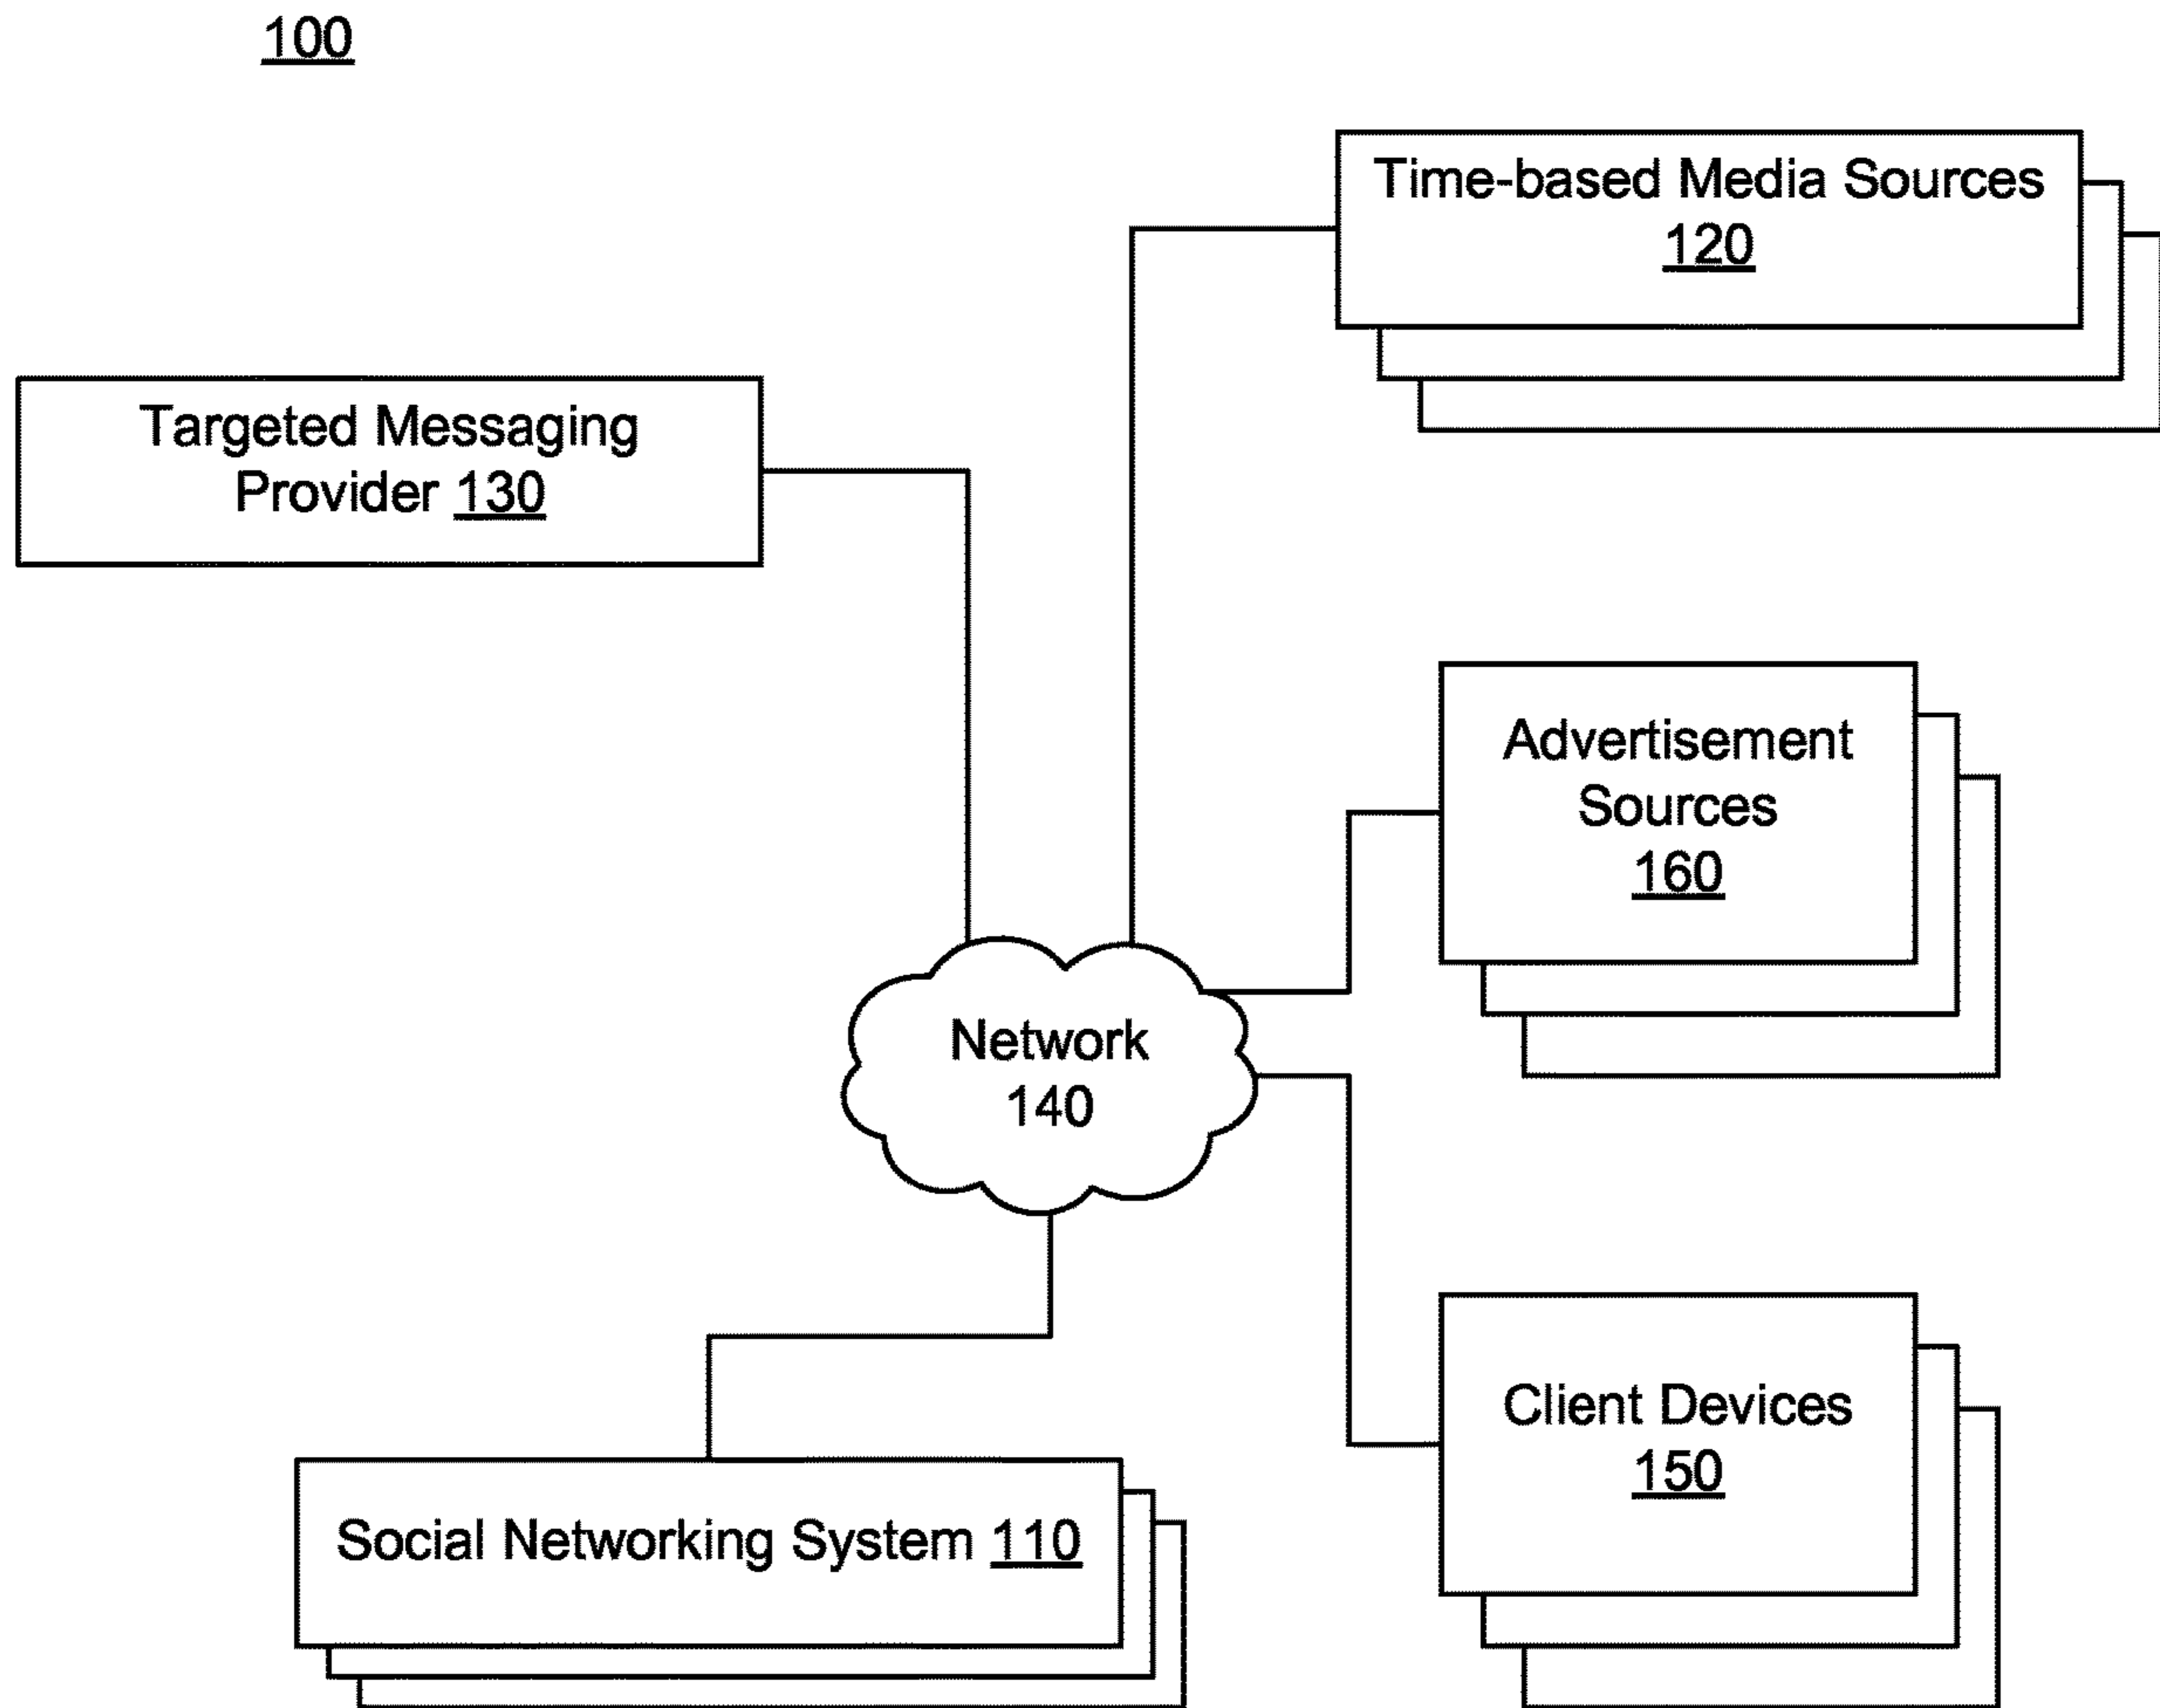 100
Time-based Media Sources
120
Targeted Messaging
Provider 130
Advertisement
Sources
160
Network
140
Client Devices
150
Social Networking System 110